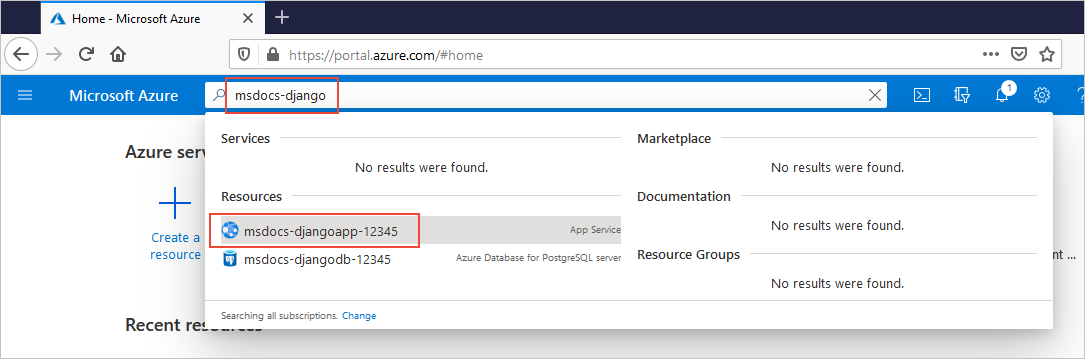 Home - Microsoft Azure
https://portal.azure.com/#home
Microsoft Azure
msdocs-django
1
Azure serv
Create a
resource
Recent resources
Services
No results were found.
Resources
msdocs-djangoapp-12345 App Service
msdocs-djangodb-12345 Azure Database for PostgreSQL server
Marketplace
No results were found.
Documentation
No results were found.
Resource Groups
No results were found.
nt ...
Searching all subscriptions. Change